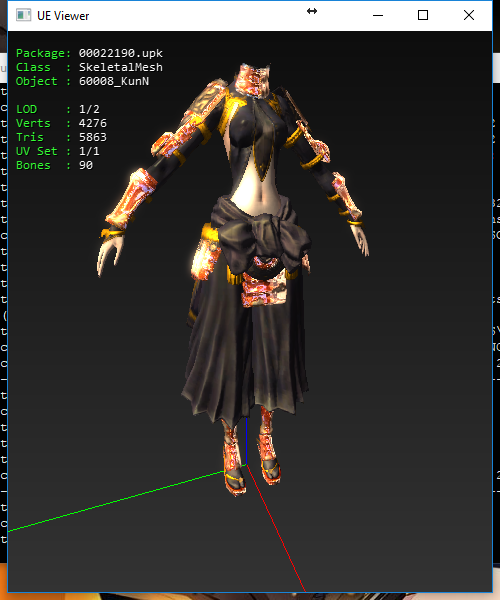 UE Viewer
Package: 00022190.upk
Class  : SkeletalMesh
Object : 60008_KunN
LOD    : 1/2
Verts  : 4276
Tris   : 5863
UV Set : 1/1
Bones  : 90